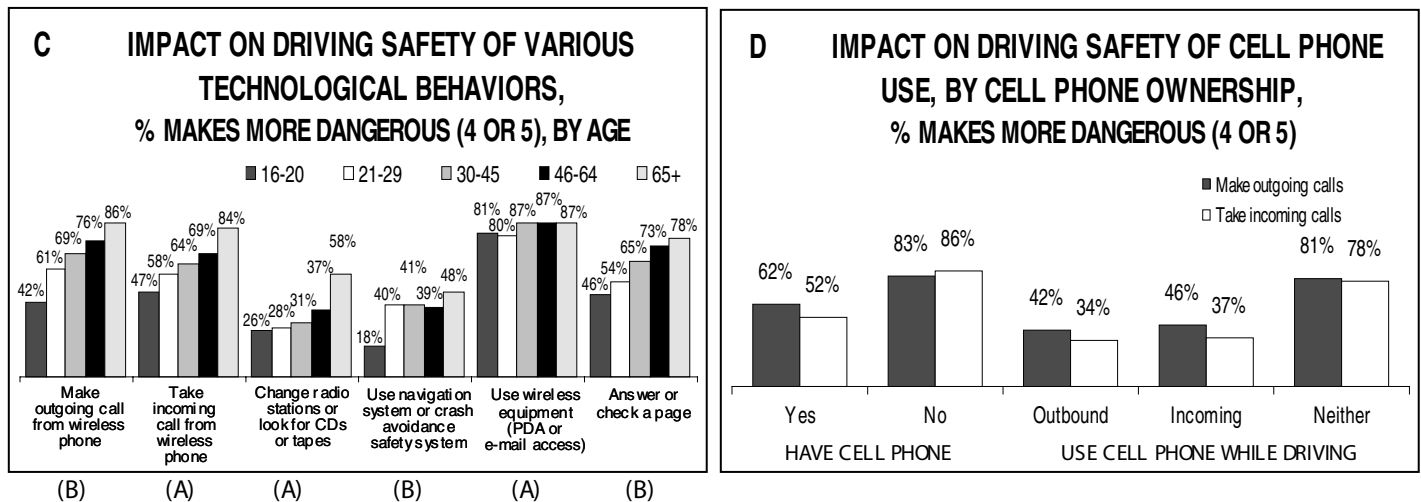 C IMPACT ON DRIVING SAFETY OF VARIOUS
TECHNOLOGICAL BEHAVIORS,
% MAKES MORE DANGEROUS (4 OR 5), BY AGE
16-20 21-29 30-45 46-64 65+
42% 61% 69% 76% 86%
47% 58% 64% 69% 84%
26% 28% 31% 37% 58%
18% 40% 41% 39% 48%
81% 80% 87% 87% 87%
46% 54% 65% 73% 78%
Make
outgoing call
from wireless
phone
Take
incoming
call from
wireless
phone
Change radio
stations or
look for CDs
or tapes
Use navigation
system or crash
avoidance
safety system
Use wireless
equipment
(PDA or
e-mail access)
Answer or
check a page
(B) (A) (A) (B) (A) (B)
D IMPACT ON DRIVING SAFETY OF CELL PHONE
USE, BY CELL PHONE OWNERSHIP,
% MAKES MORE DANGEROUS (4 OR 5)
Make outgoing calls
Take incoming calls
62% 52% 83% 86% 42% 34% 46% 37% 81% 78%
Yes No Outbound Incoming Neither
HAVE CELL PHONE USE CELL PHONE WHILE DRIVING